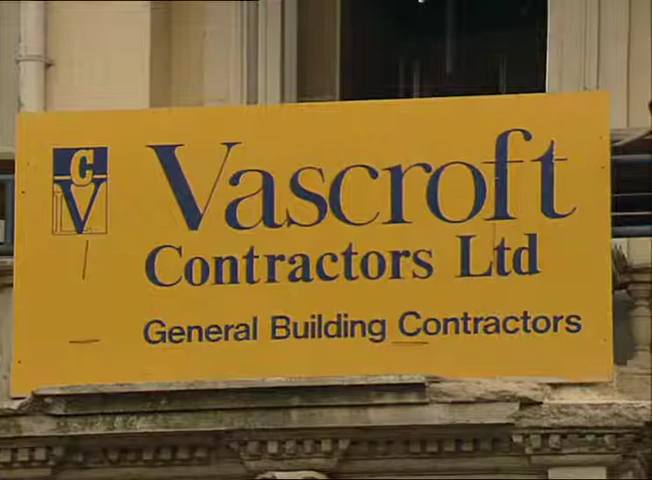 CV
Vascroft
Contractors Ltd
General Building Contractors